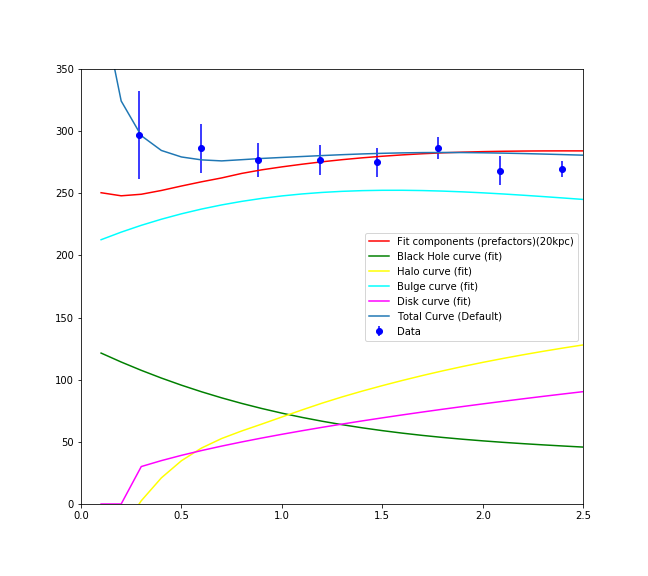 350
300
250
200
150
100
50
0
0.0 0.5 1.0 1.5 2.0 2.5
Fit components (prefactors)(20kpc)
Black Hole curve (fit)
Halo curve (fit)
Bulge curve (fit)
Disk curve (fit)
Total Curve (Default)
Data